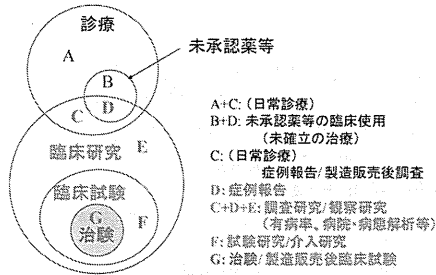 診療
未承認薬等
A
B
D
C
E
臨床研究
臨床試験
G
治験
F
A+C: (日常診療)
B+D: 未承認薬等の臨床使用
(未確立の治療)
C: (日常診療)
症例報告/製造販売後調査
D: 症例報告
C+D+E: 調査研究/観察研究
(有病率、病院・病態解析等)
F: 試験研究/介入研究
G: 治験/製造販売後臨床試験